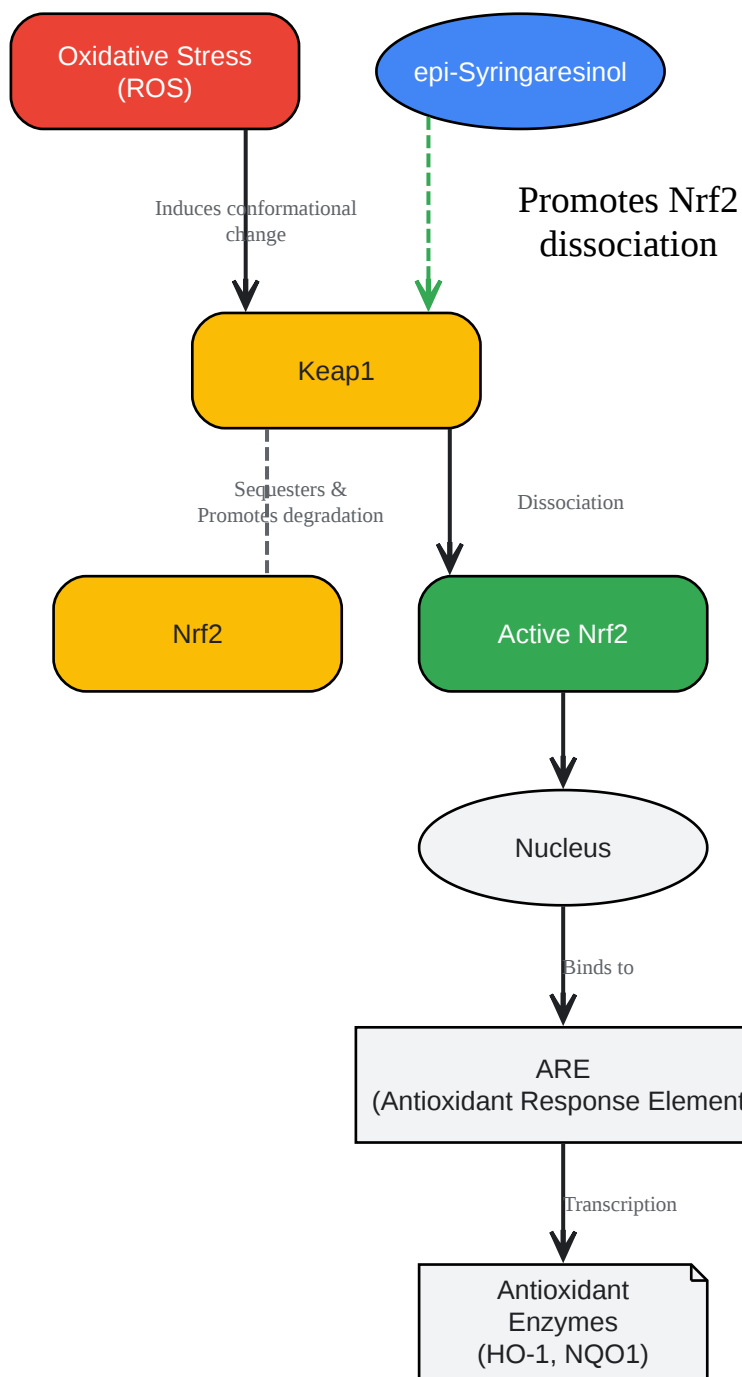 Oxidative Stress
(ROS)
epi-Syringaresinol
Induces conformational
change
Promotes Nrf2
dissociation
Keap1
Sequesters &
Promotes degradation
Dissociation
Nrf2
Active Nrf2
Nucleus
Binds to
ARE
(Antioxidant Response Element
Transcription
Antioxidant
Enzymes
(HO-1, NQO1)